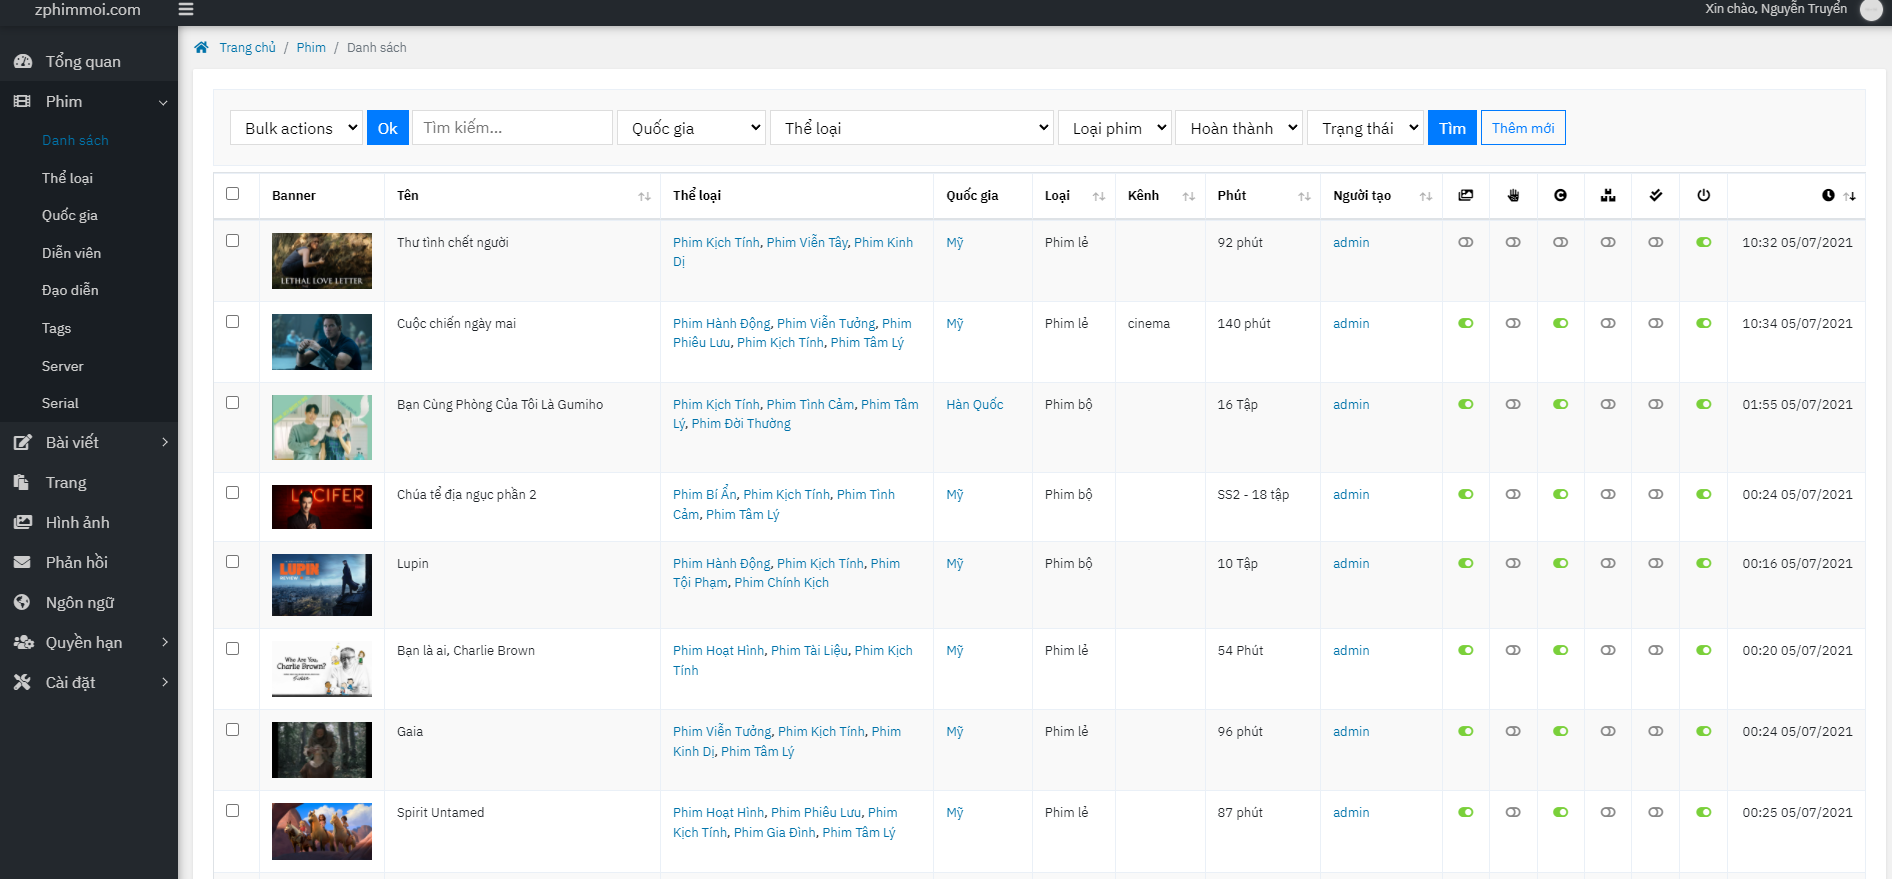 zphimmoi.com
Xin chào, Nguyễn Truyển
Tổng quan
Phim
Danh sách
Thể loại
Quốc gia
Diễn viên
Đạo diễn
Tags
Server
Serial
Bài viết
Trang
Hình ảnh
Phản hồi
Ngôn ngữ
Quyền hạn
Cài đặt
Trang chủ / Phim / Danh sách
Bulk actions Ok Tìm kiếm... Quốc gia Thể loại Loại phim Hoàn thành Trạng thái Tìm Thêm mới
Banner Tên Thể loại Quốc gia Loại Kênh Phút Người tạo
LETHAL LOVE LETTER
Thư tình chết người Phim Kịch Tính, Phim Viễn Tây, Phim Kinh Mỹ Phim lẻ 92 phút admin 10:32 05/07/2021
Dị
Cuộc chiến ngày mai Phim Hành Động, Phim Viễn Tưởng, Phim Mỹ Phim lẻ cinema 140 phút admin 10:34 05/07/2021
Phiêu Lưu, Phim Kịch Tính, Phim Tâm Lý
Bạn Cùng Phòng Của Tôi Là Gumiho Phim Kịch Tính, Phim Tình Cảm, Phim Tâm Hàn Quốc Phim bộ 16 Tập admin 01:55 05/07/2021
Lý, Phim Đời Thường
LUCIFER
Chúa tể địa ngục phần 2 Phim Bí Ẩn, Phim Kịch Tính, Phim Tình Mỹ Phim bộ SS2 - 18 tập admin 00:24 05/07/2021
Cảm, Phim Tâm Lý
LUPIN
REVIEW
Lupin Phim Hành Động, Phim Kịch Tính, Phim Mỹ Phim bộ 10 Tập admin 00:16 05/07/2021
Tội Phạm, Phim Chính Kịch
Who Are You,
Charlie Brown?
Bạn là ai, Charlie Brown Phim Hoạt Hình, Phim Tài Liệu, Phim Kịch Mỹ Phim lẻ 54 Phút admin 00:20 05/07/2021
Tính
Gaia Phim Viễn Tưởng, Phim Kịch Tính, Phim Mỹ Phim lẻ 96 phút admin 00:24 05/07/2021
Kinh Dị, Phim Tâm Lý
Spirit Untamed Phim Hoạt Hình, Phim Phiêu Lưu, Phim Mỹ Phim lẻ 87 phút admin 00:25 05/07/2021
Kịch Tính, Phim Gia Đình, Phim Tâm Lý